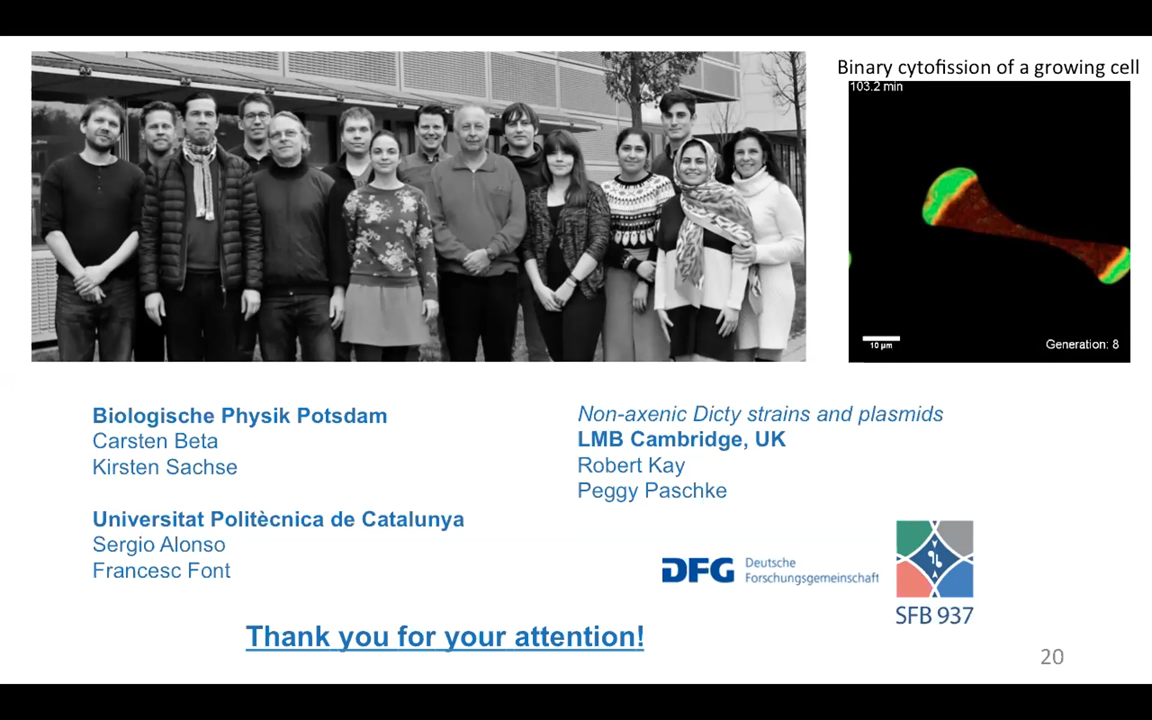 Binary cytofission of a growing cell
103.2 min
10 µm
Generation: 8
Biologische Physik Potsdam
Carsten Beta
Kirsten Sachse
Universitat Politècnica de Catalunya
Sergio Alonso
Francesc Font
Non-axenic Dicty strains and plasmids
LMB Cambridge, UK
Robert Kay
Peggy Paschke
DFG Deutsche
Forschungsgemeinschaft
SFB 937
Thank you for your attention!
20